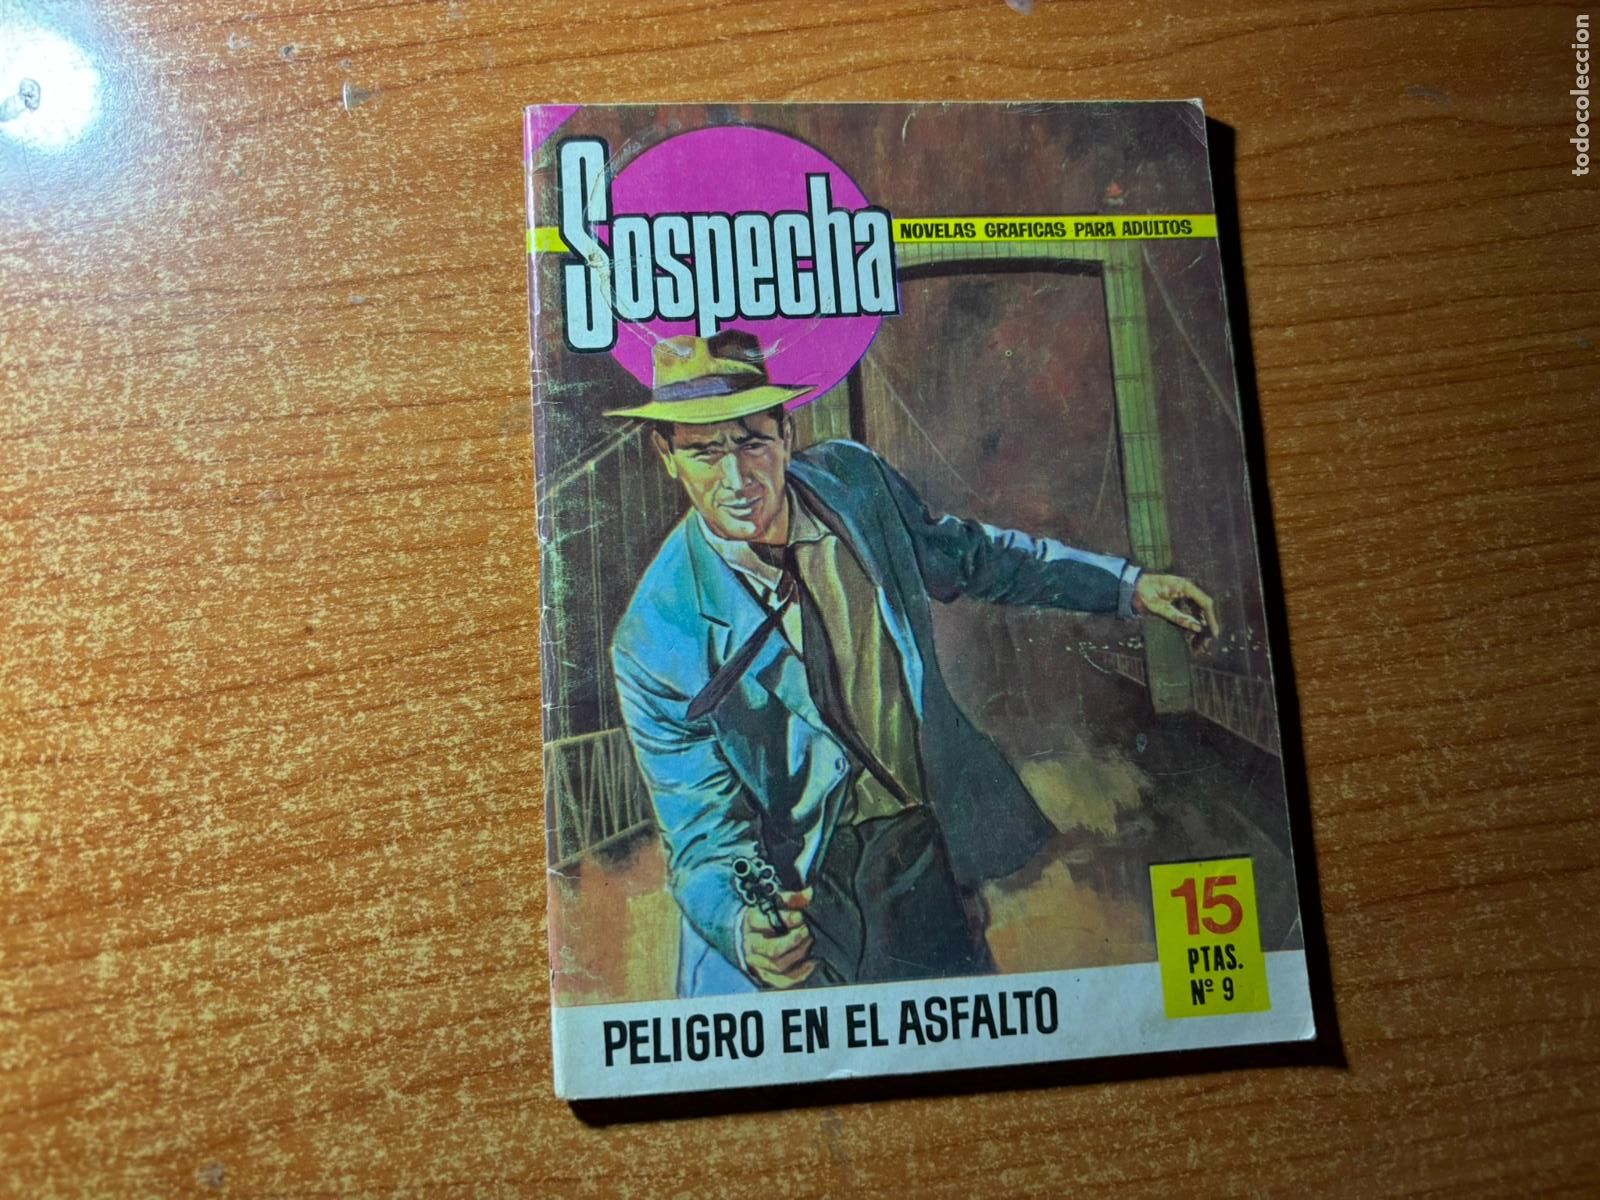 Sospecha
NOVELAS GRAFICAS PARA ADULTOS
15
PTAS.
Nº 9
PELIGRO EN EL ASFALTO
todocoleccion